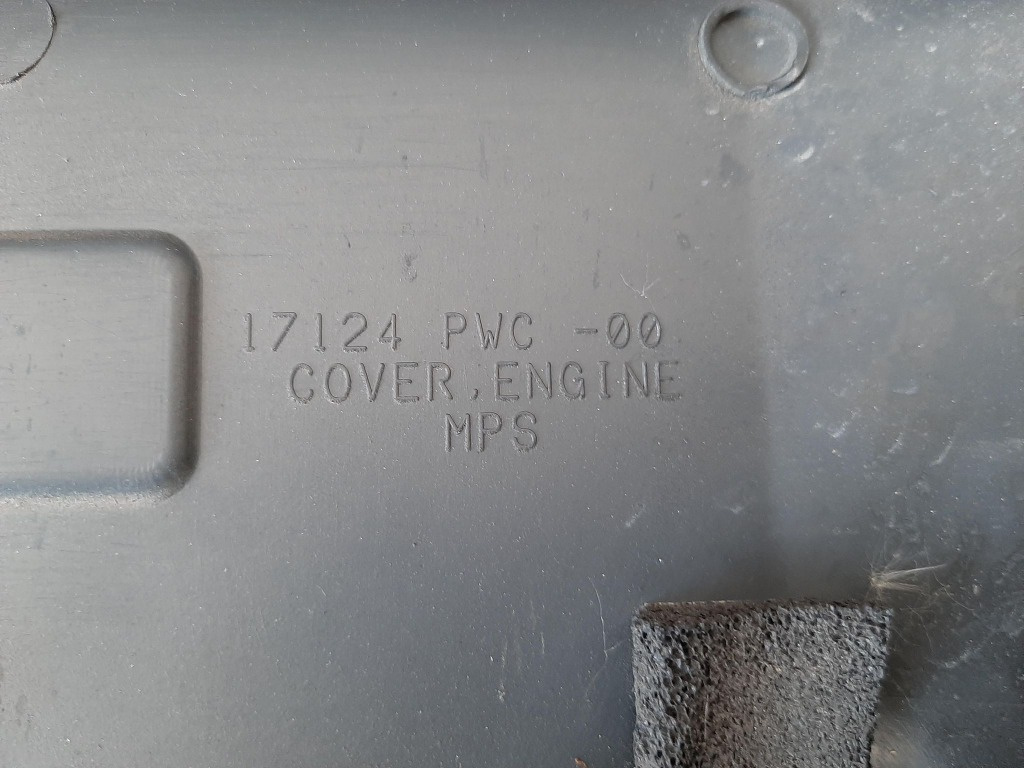 17124 PWC -00
COVER,ENGINE
MPS